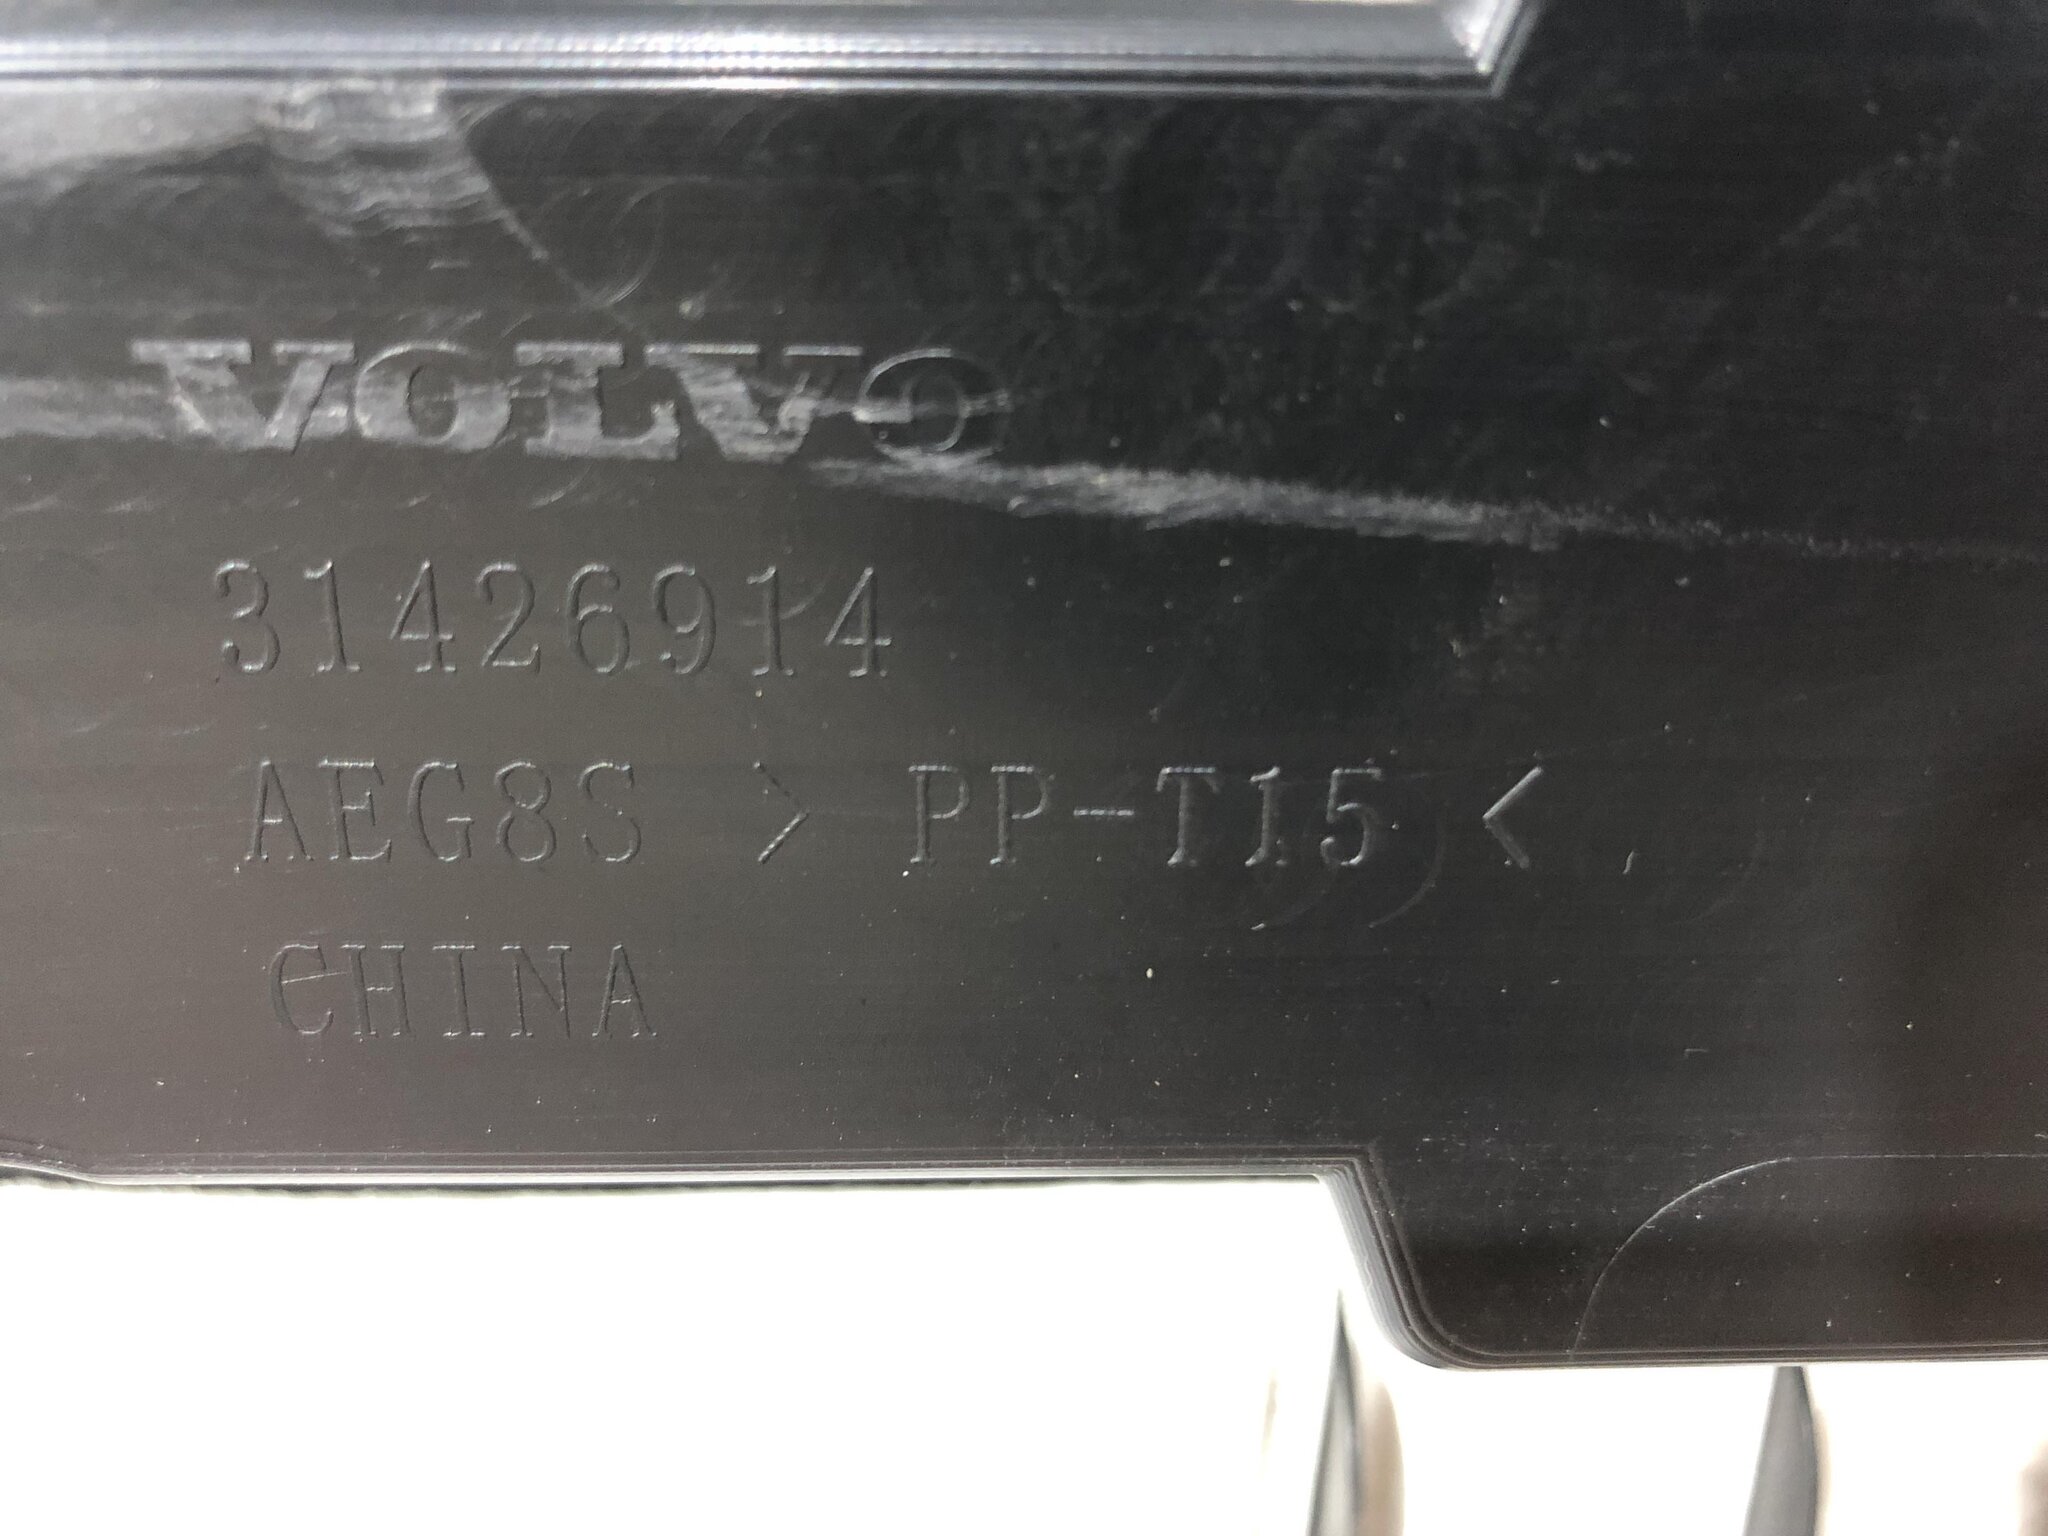 VOLVO
31426914
AEG8S > PP-T15 <
CHINA